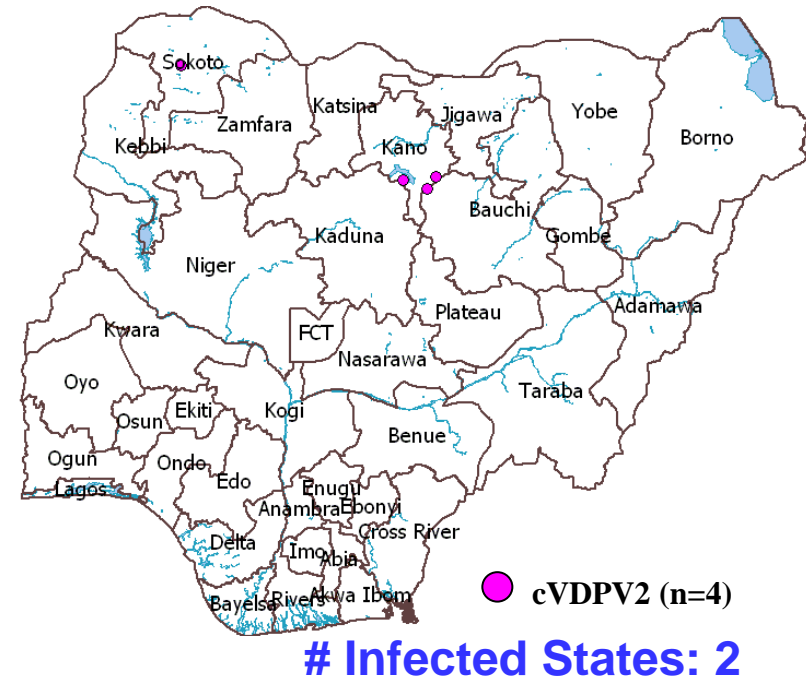 Sokoto
Katsina
Jigawa
Yobe
Zamfara
Borno
Kebbi
Kano
Bauchi
Kaduna
Gombe
Niger
Adamawa
Plateau
Kwara
FCT
Nasarawa
Oyo
Taraba
Ekiti
Kogi
Osun
Benue
Ogun
Ondo
Edo
Enugu
Lagos
Anambra
Ebonyi
Cross River
Delta
Imo
Abia
Bayelsa
Rivers
Akwa Ibom
cVDPV2 (n=4)
# Infected States: 2